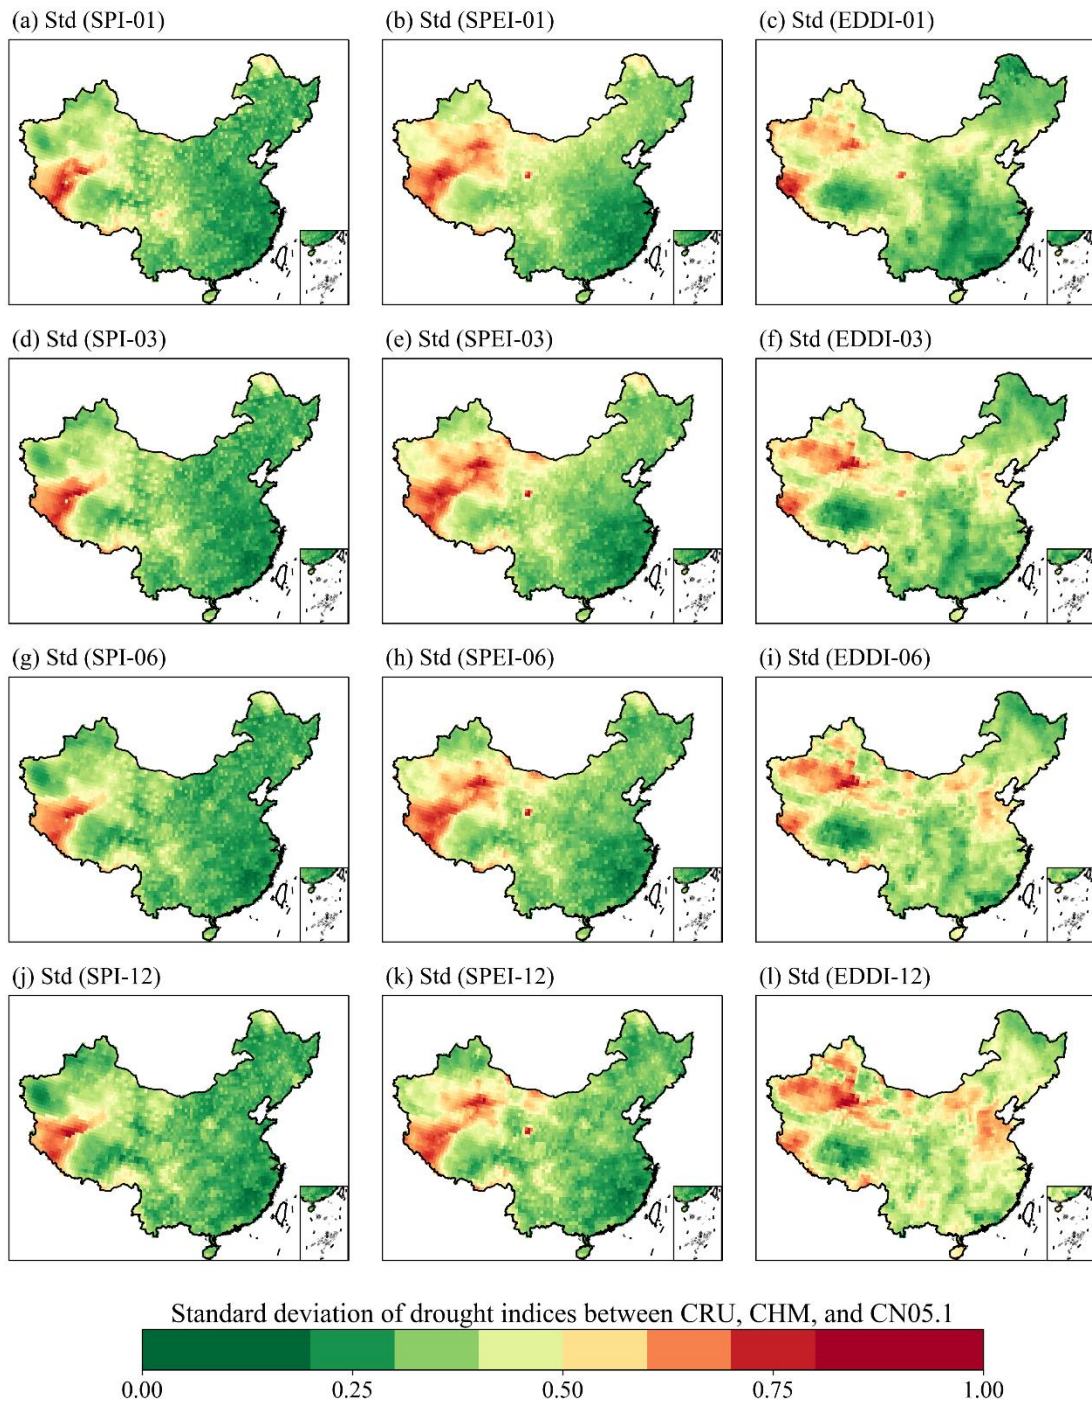 (a) Std (SPI-01)
(b) Std (SPEI-01)
(c) Std (EDDI-01)
(d) Std (SPI-03)
(e) Std (SPEI-03)
(f) Std (EDDI-03)
(g) Std (SPI-06)
(h) Std (SPEI-06)
(i) Std (EDDI-06)
(j) Std (SPI-12)
(k) Std (SPEI-12)
(l) Std (EDDI-12)
Standard deviation of drought indices between CRU, CHM, and CN05.1
0.00 0.25 0.50 0.75 1.00